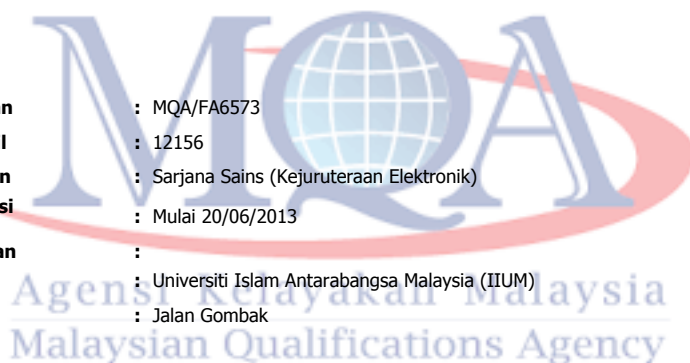 MQA
an : MQA/FA6573
l : 12156
n : Sarjana Sains (Kejuruteraan Elektronik)
si : Mulai 20/06/2013
an :
: Universiti Islam Antarabangsa Malaysia (IIUM)
: Jalan Gombak
Agensi Kelayakan Malaysia
Malaysian Qualifications Agency